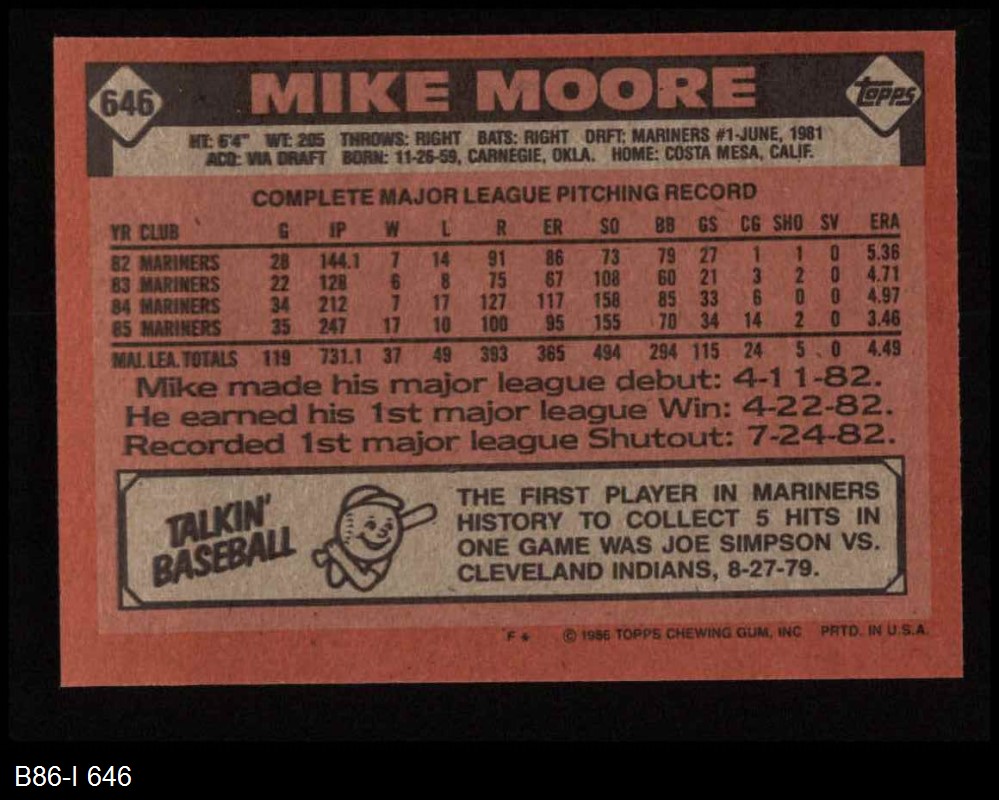 646 MIKE MOORE Topps
HT: 6'4" WT: 205 THROWS: RIGHT BATS: RIGHT DRFT: MARINERS #1-JUNE, 1981
ACQ: VIA DRAFT BORN: 11-26-59, CARNEGIE, OKLA. HOME: COSTA MESA, CALIF.
COMPLETE MAJOR LEAGUE PITCHING RECORD
YR CLUB G IP W L R ER SO BB GS CG SHO SV ERA
82 MARINERS 28 144.1 7 14 91 86 73 79 27 1 1 0 5.36
83 MARINERS 22 128 6 8 75 67 108 60 21 3 2 0 4.71
84 MARINERS 34 212 7 17 127 117 158 85 33 6 0 0 4.97
85 MARINERS 35 247 17 10 100 95 155 70 34 14 2 0 3.46
MAJ. LEA. TOTALS 119 731.1 37 49 393 365 494 294 115 24 5 0 4.49
Mike made his major league debut: 4-11-82.
He earned his 1st major league Win: 4-22-82.
Recorded 1st major league Shutout: 7-24-82.
TALKIN'
BASEBALL
THE FIRST PLAYER IN MARINERS
HISTORY TO COLLECT 5 HITS IN
ONE GAME WAS JOE SIMPSON VS.
CLEVELAND INDIANS, 8-27-79.
F * © 1986 TOPPS CHEWING GUM, INC PRTD. IN U.S.A.
B86-I 646